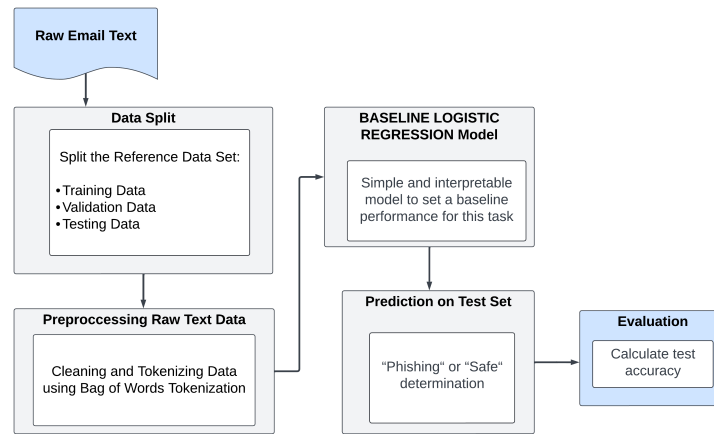 Raw Email Text
Data Split
Split the Reference Data Set:
•Training Data
•Validation Data
•Testing Data
Preproccessing Raw Text Data
Cleaning and Tokenizing Data
using Bag of Words Tokenization
BASELINE LOGISTIC
REGRESSION Model
Simple and interpretable
model to set a baseline
performance for this task
Prediction on Test Set
“Phishing“ or “Safe“
determination
Evaluation
Calculate test
accuracy